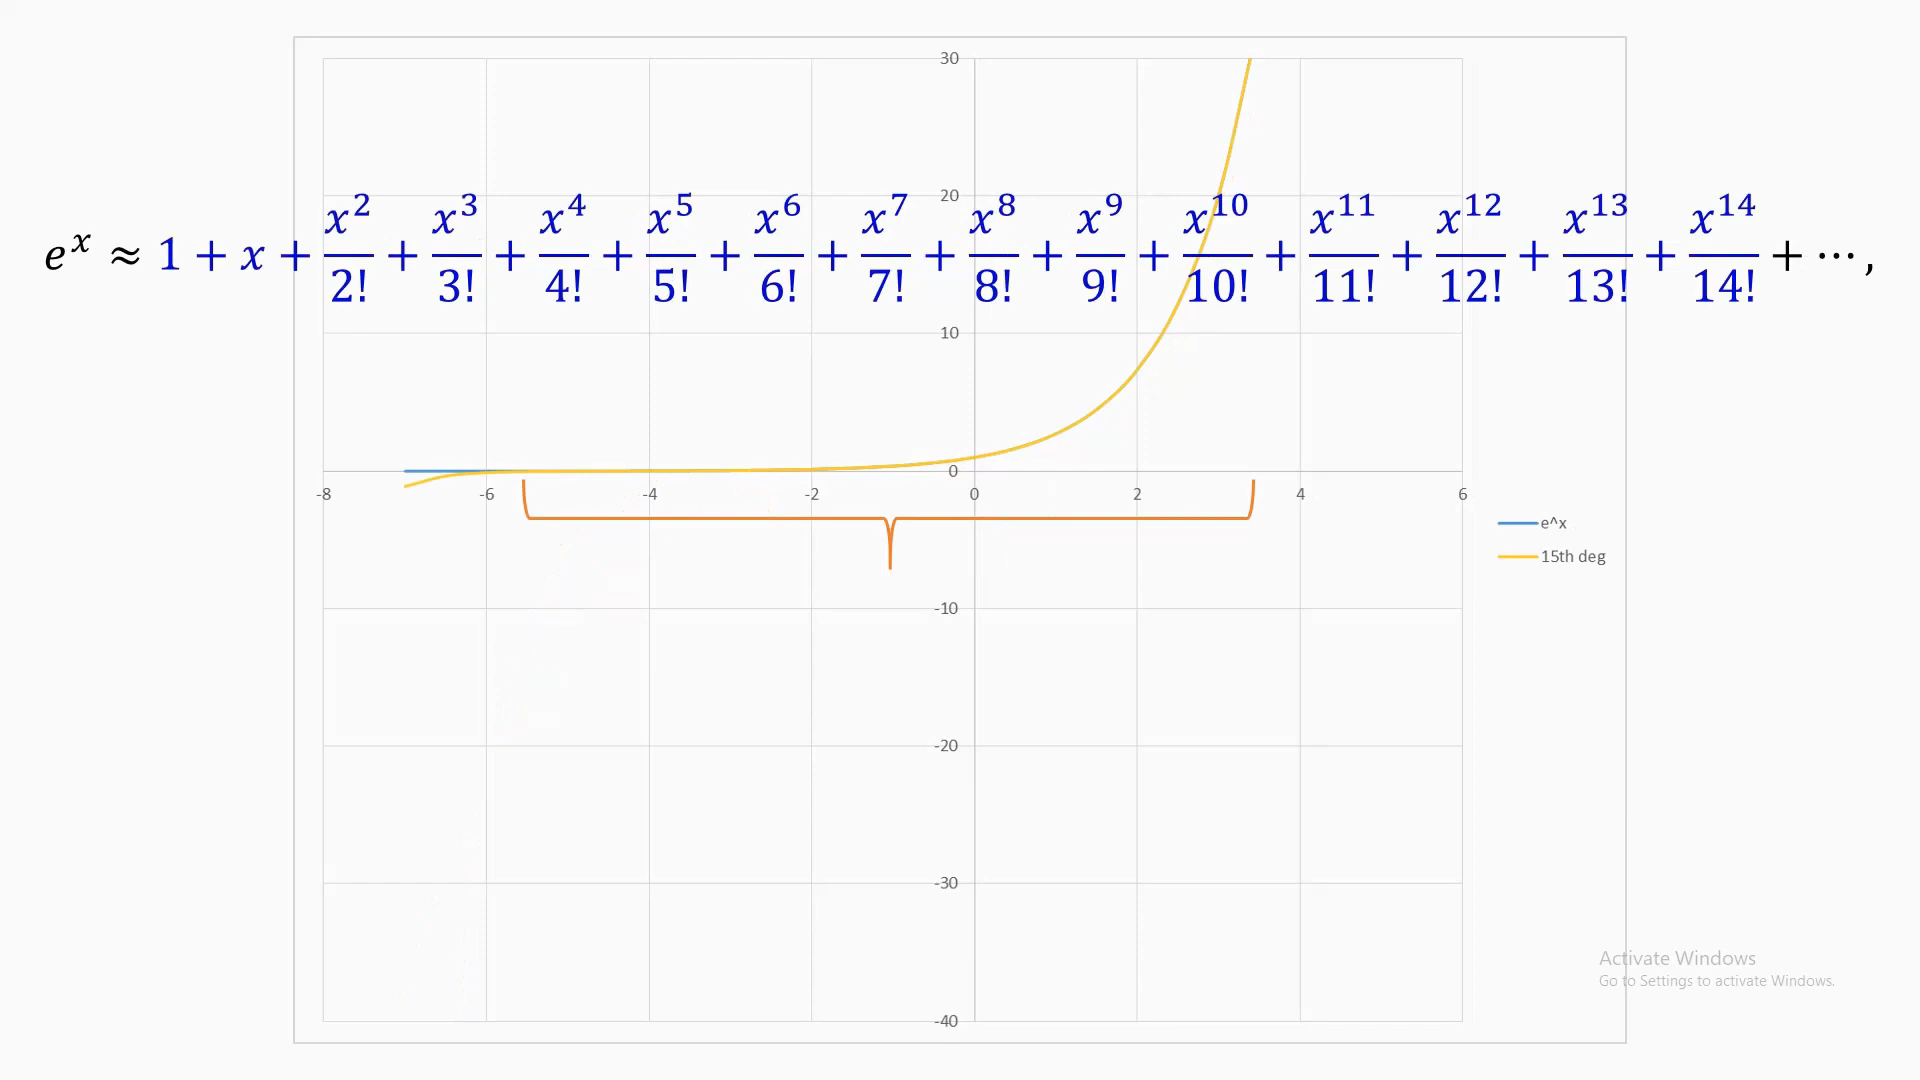 30
20
e^x ≈ 1 + x + x^2/2! + x^3/3! + x^4/4! + x^5/5! + x^6/6! + x^7/7! + x^8/8! + x^9/9! + x^10/10! + x^11/11! + x^12/12! + x^13/13! + x^14/14! + ⋯ ,
10
0
-8 -6 -4 -2 0 2 4 6
e^x
15th deg
-10
-20
-30
Activate Windows
Go to Settings to activate Windows.
-40